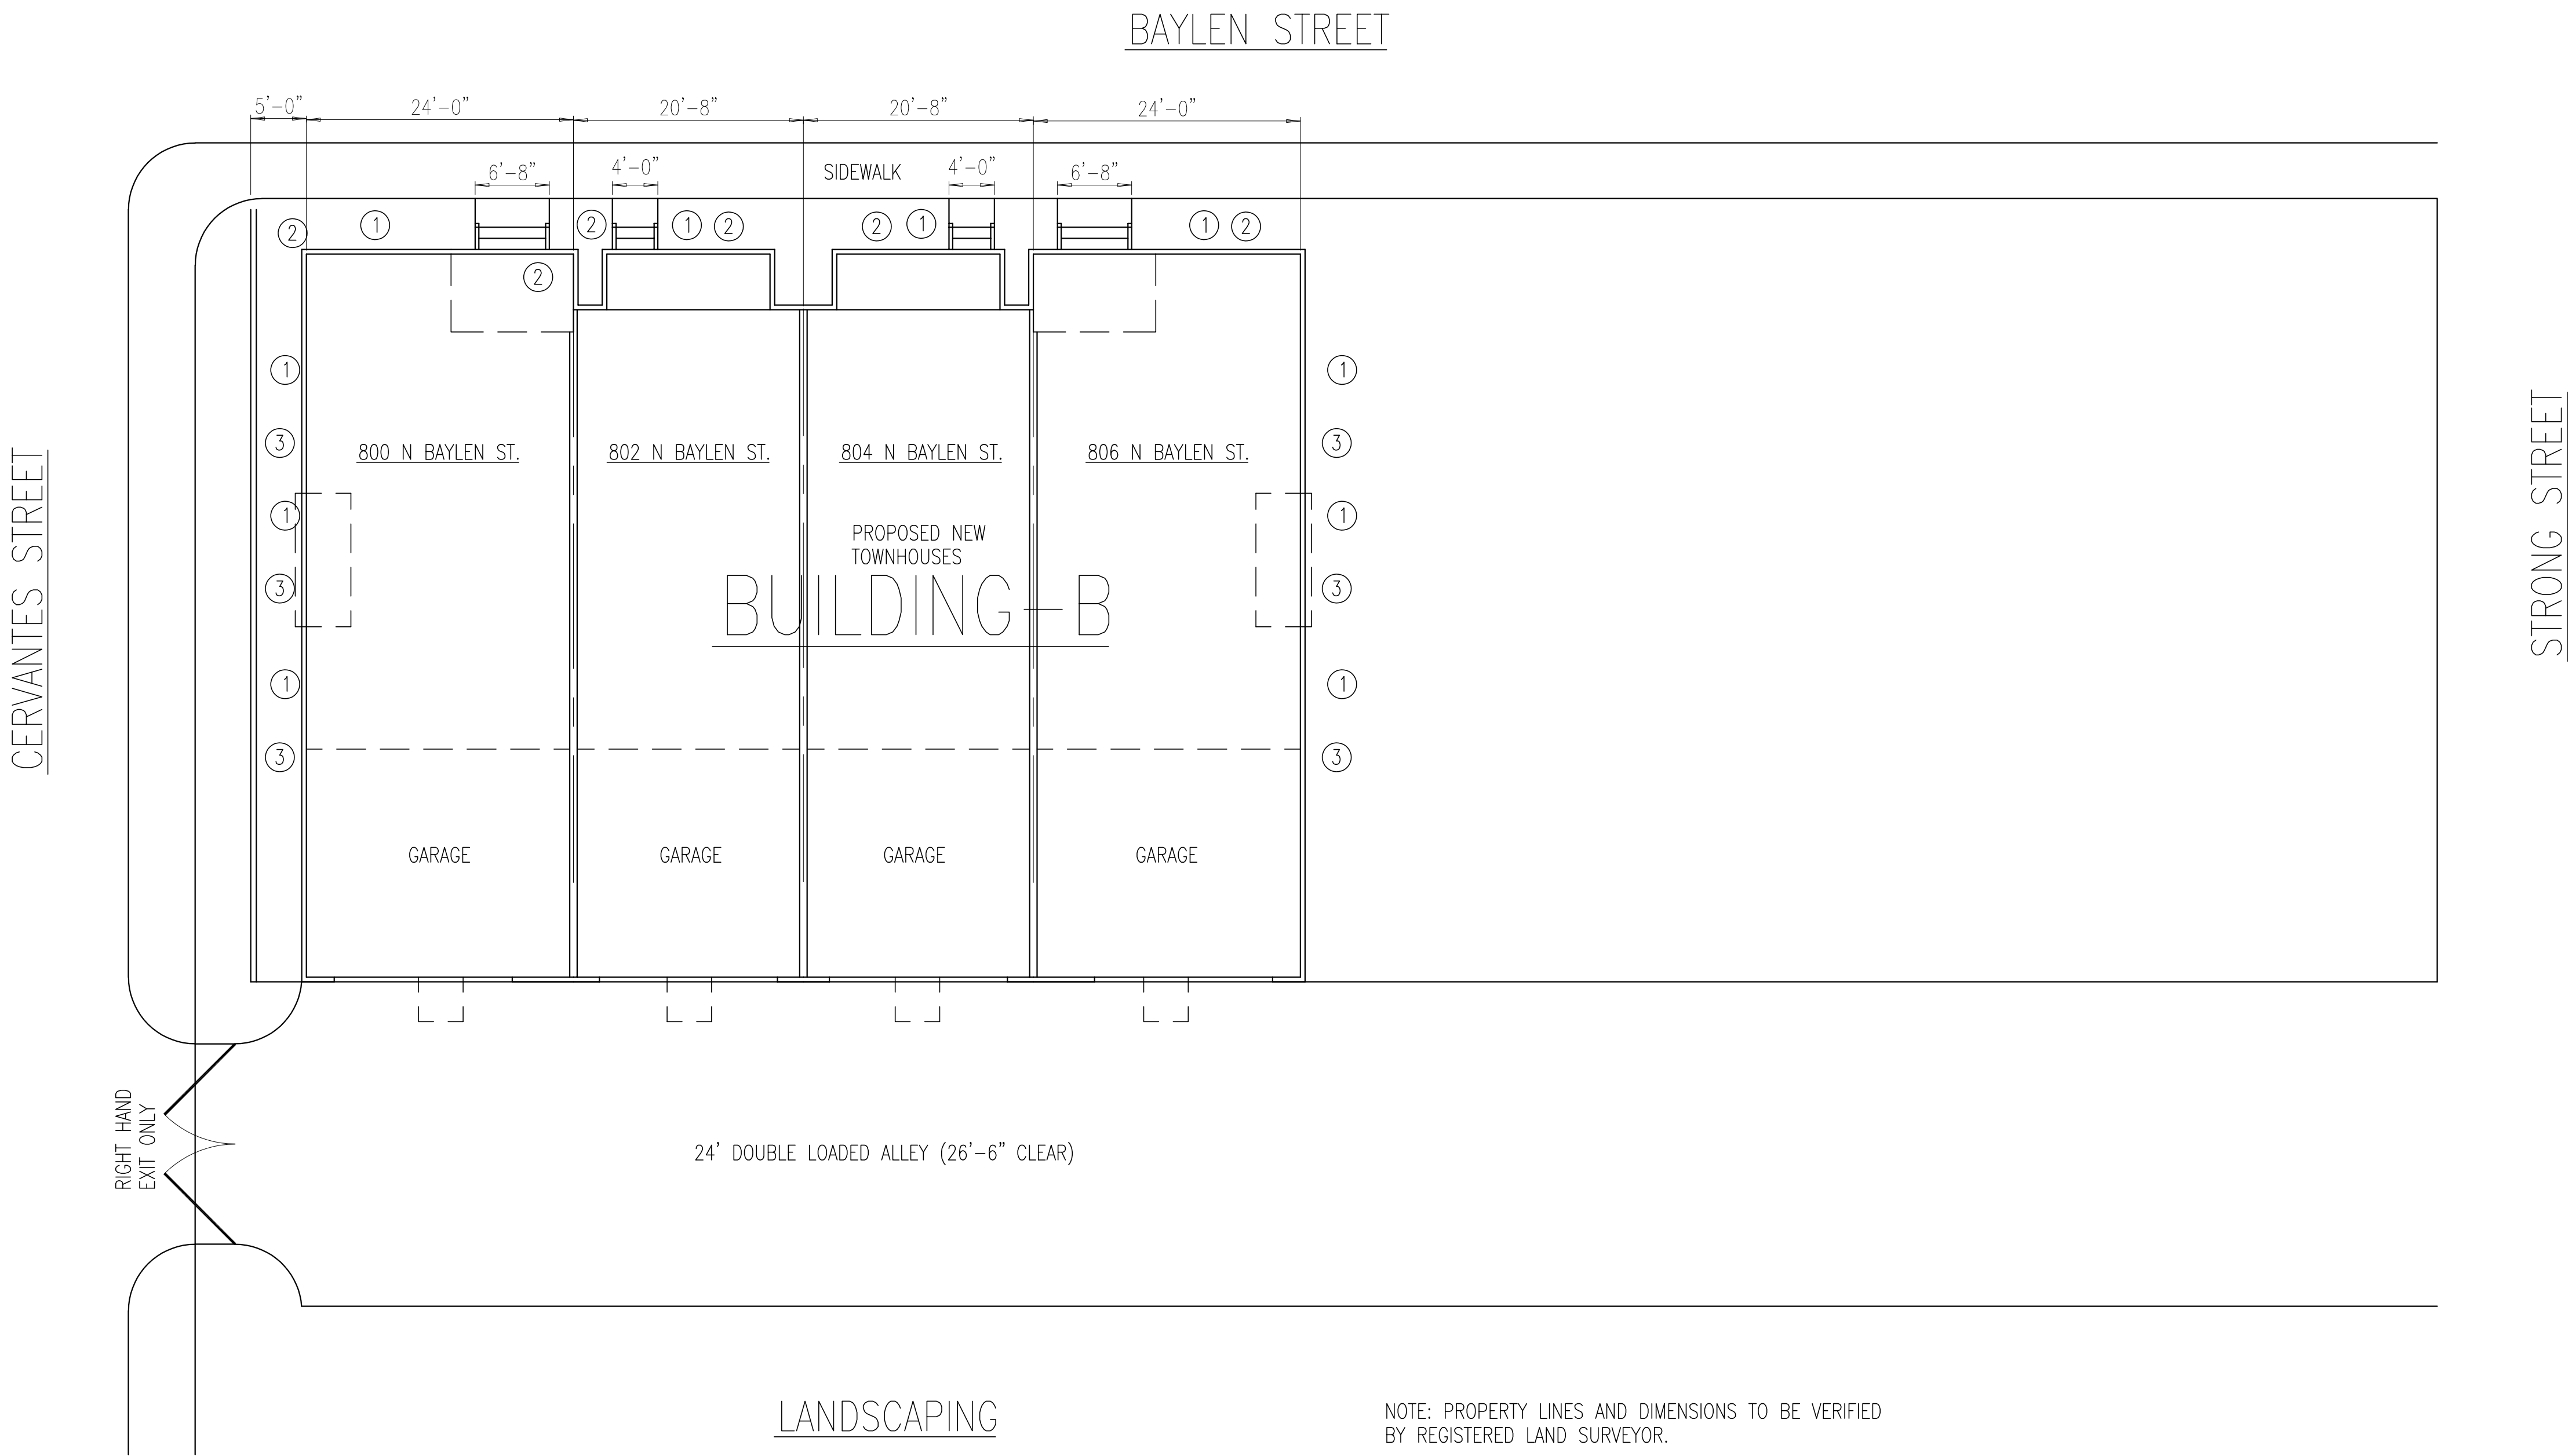 BAYLEN STREET
5'-0"
24'-0"
20'-8"
20'-8"
24'-0"
6'-8"
4'-0"
SIDEWALK
4'-0"
6'-8"
2
1
2
1
2
2
1
1
2
2
1
1
3
3
800 N BAYLEN ST.
802 N BAYLEN ST.
804 N BAYLEN ST.
806 N BAYLEN ST.
CERVANTES STREET
STRONG STREET
1
1
PROPOSED NEW
TOWNHOUSES
BUILDING-B
3
3
1
1
3
3
GARAGE
GARAGE
GARAGE
GARAGE
RIGHT HAND
EXIT ONLY
24' DOUBLE LOADED ALLEY (26'-6" CLEAR)
LANDSCAPING
NOTE: PROPERTY LINES AND DIMENSIONS TO BE VERIFIED
BY REGISTERED LAND SURVEYOR.